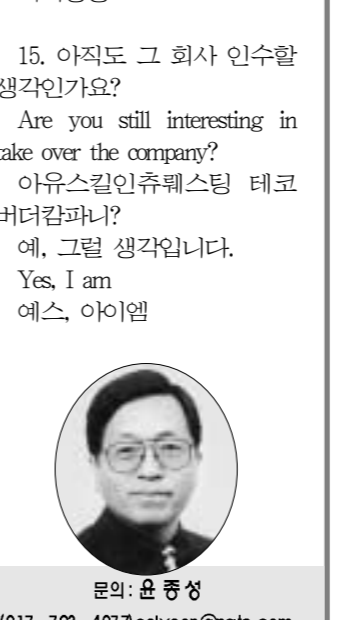 15. 아직도 그 회사 인수할
생각인가요?
Are you still interesting in
take over the company?
아유스킬인츄뤠스팅 테코
버더캄파니?
예, 그럴 생각입니다.
Yes, I am
예스, 아이엠
문의: 윤종성